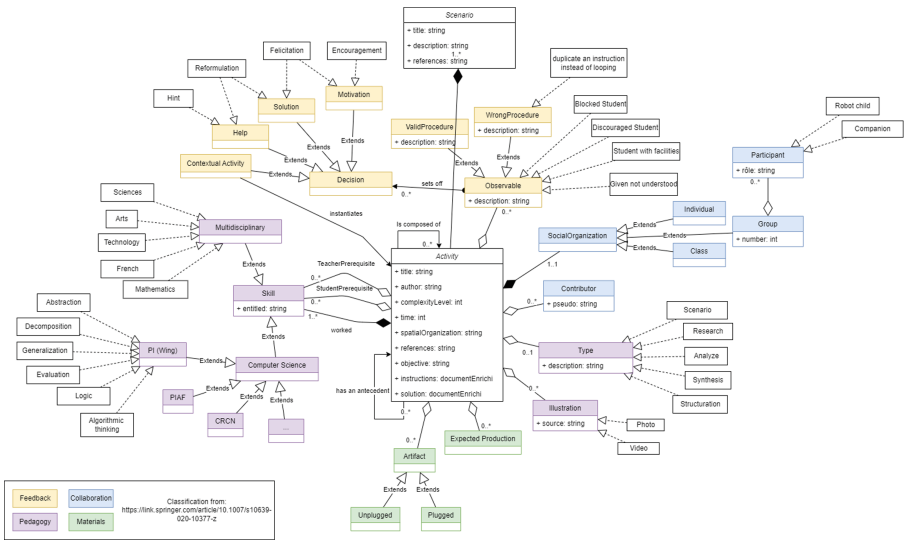 Scenario
+ title: string
+ description: string
1..*
+ references: string
Felicitation
Encouragement
Reformulation
Hint
Solution
Motivation
Help
Extends
Extends
Extends
Contextual Activity
Extends
Decision
duplicate an instruction
instead of looping
Blocked Student
Discouraged Student
Student with facilities
Given not understood
ValidProcedure
+ description: string
WrongProcedure
+ description: string
Extends
Extends
sets off
0..*
Observable
+ description: string
0..*
Robot child
Companion
Participant
+ rôle: string
0..*
Individual
Extends
SocialOrganization
Extends
Group
+ number: int
Extends
Class
1..1
instantiates
Is composed of
0..*
Sciences
Arts
Technology
French
Mathematics
Multidisciplinary
Extends
TeacherPrerequisite
0..*
StudentPrerequisite
0..*
1..*
worked
Skill
+ entitled: string
Extends
Activity
+ title: string
+ author: string
+ complexityLevel: int
+ time: int
+ spatialOrganization: string
+ references: string
+ objective: string
+ instructions: documentEnrichi
+ solution: documentEnrichi
has an antecedent
0..*
Contributor
+ pseudo: string
0..*
Abstraction
Decomposition
Generalization
Evaluation
Logic
Algorithmic
thinking
PI (Wing)
Extends
Computer Science
Extends
PIAF
Extends
CRCN
Extends
....
0..1
Type
+ description: string
Scenario
Research
Analyze
Synthesis
Structuration
0..*
Illustration
+ source: string
Photo
Video
0..*
Expected Production
0..*
Artifact
Extends
Extends
Unplugged
Plugged
Feedback
Collaboration
Pedagogy
Materials
Classification from:
https://link.springer.com/article/10.1007/s10639-
020-10377-z